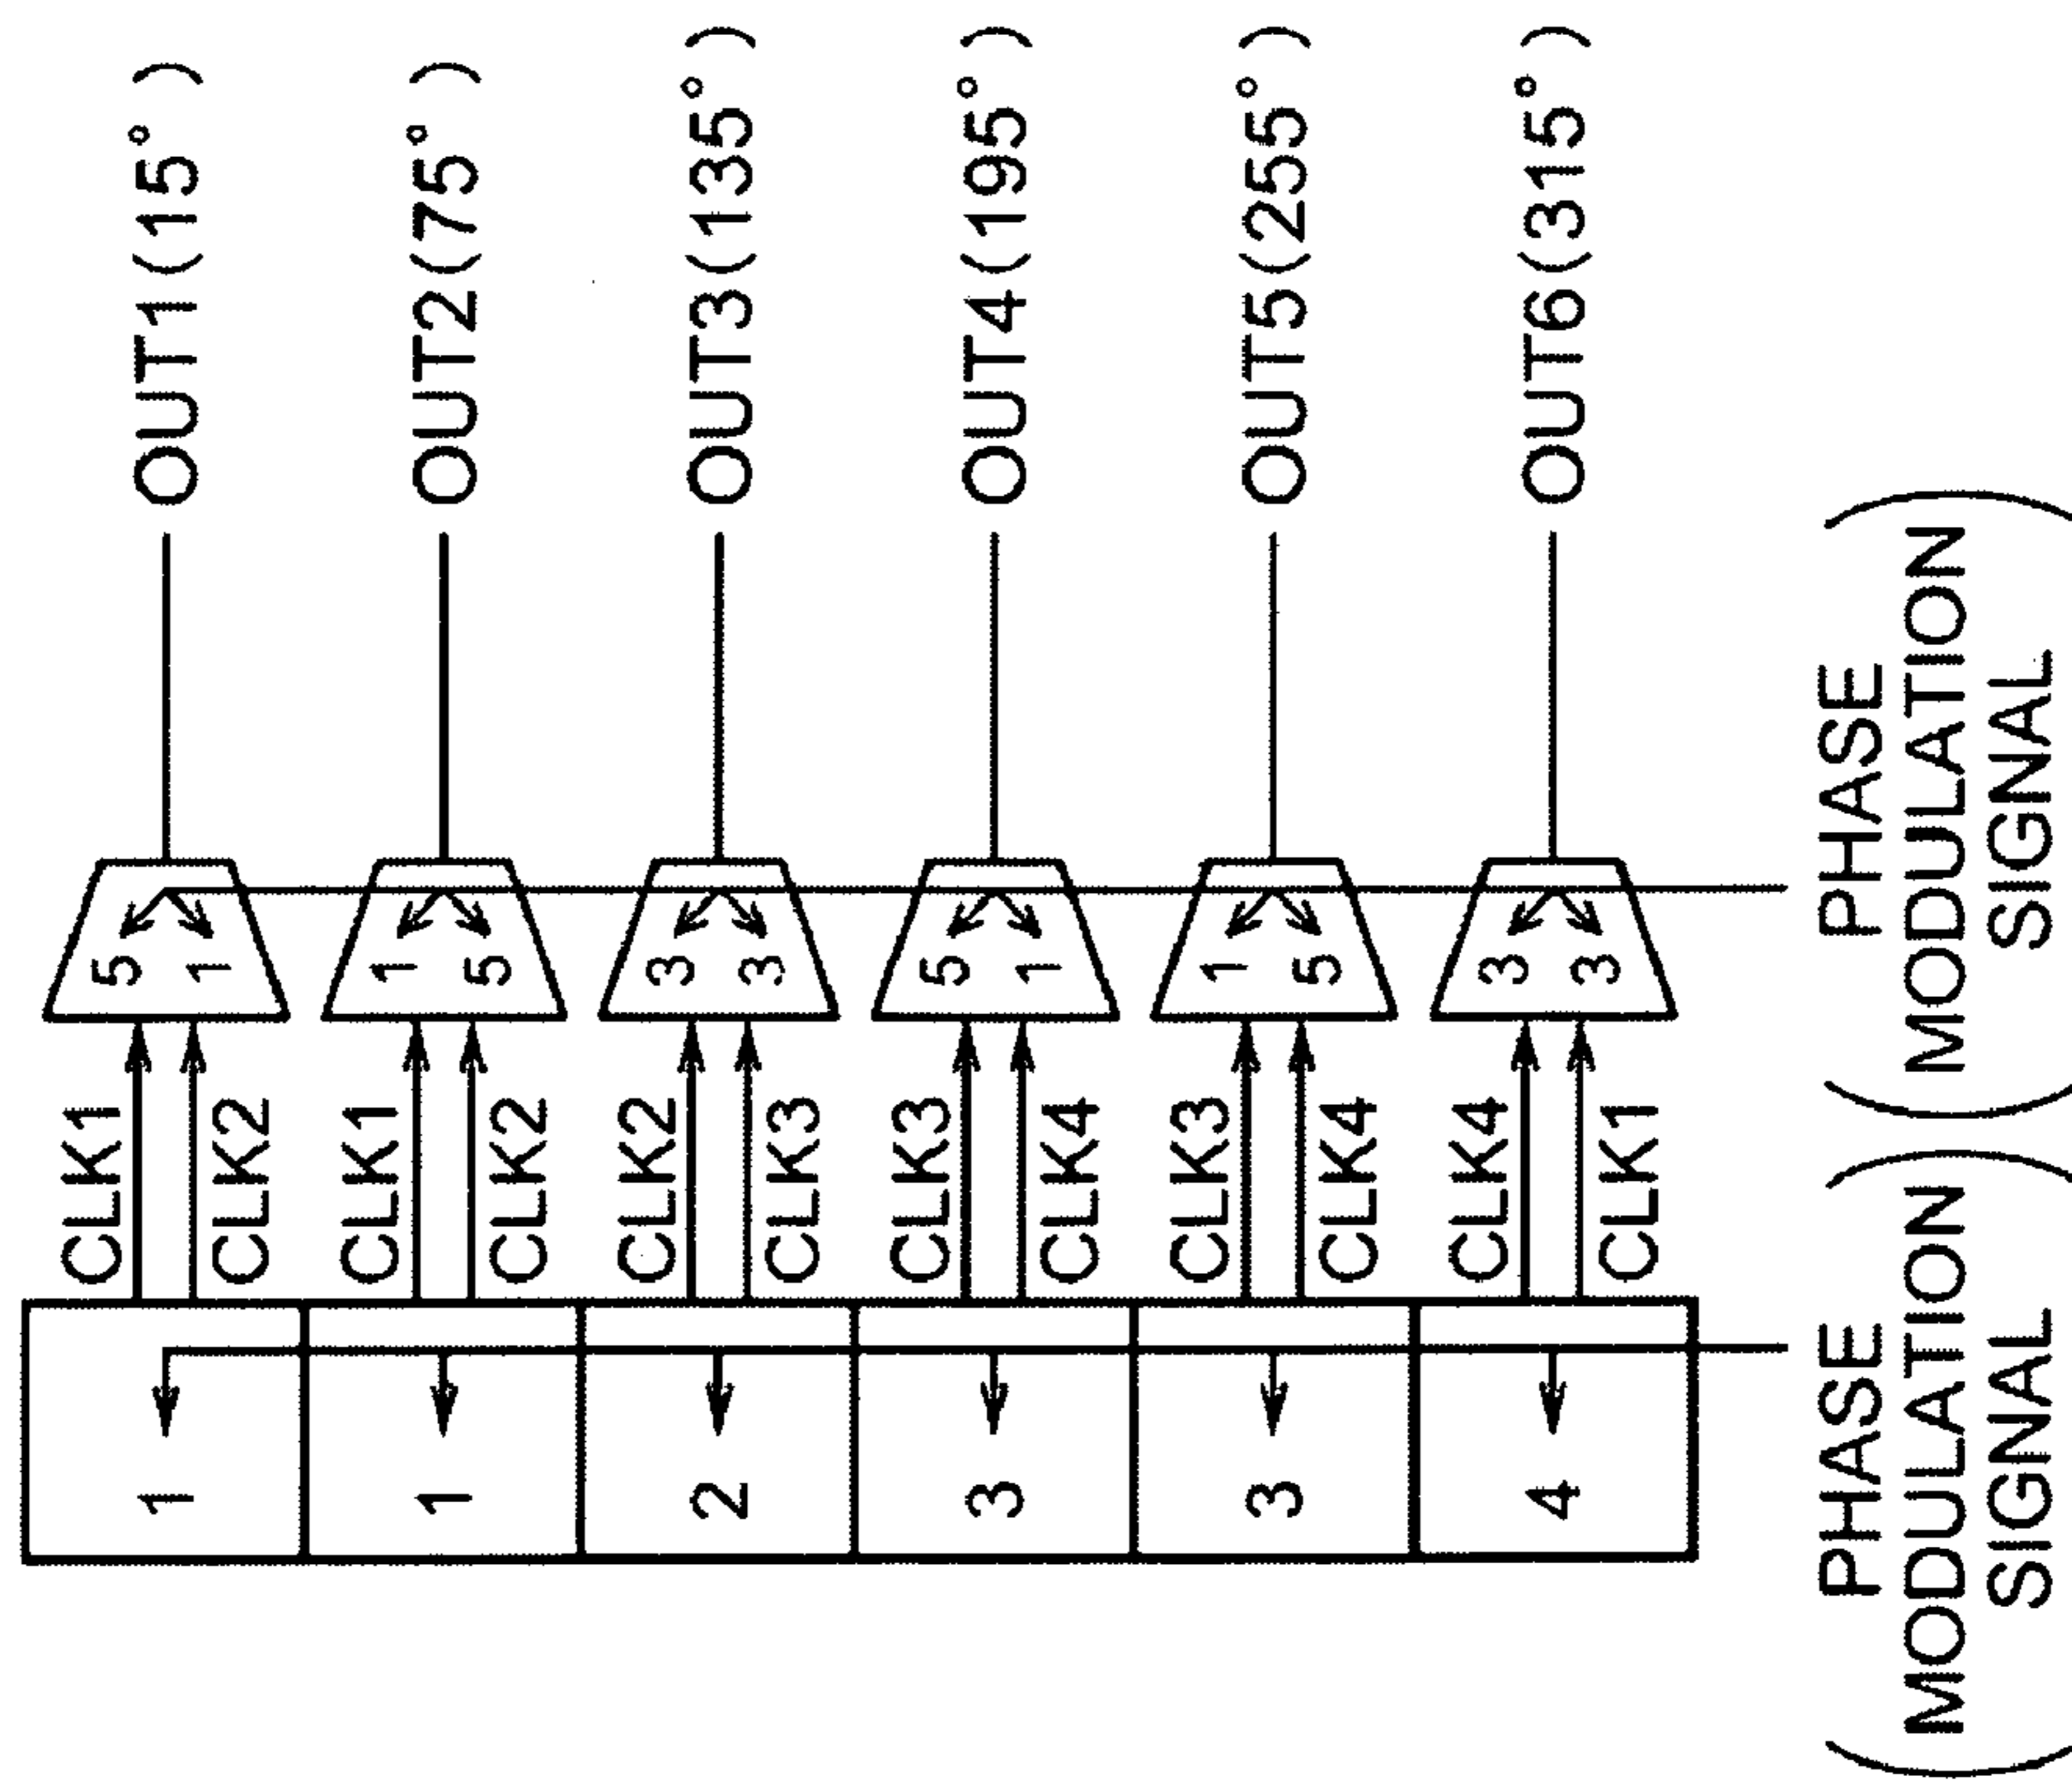 OUT1(15°)
OUT2(75°)
OUT3(135°)
OUT4(195°)
OUT5(255°)
OUT6(315°)
5
1
1
5
3
3
5
1
1
5
3
3
CLK1
CLK2
CLK1
CLK2
CLK2
CLK3
CLK3
CLK4
CLK3
CLK4
CLK4
CLK1
1
1
2
3
3
4
(PHASE
MODULATION
SIGNAL)
(PHASE
MODULATION
SIGNAL)